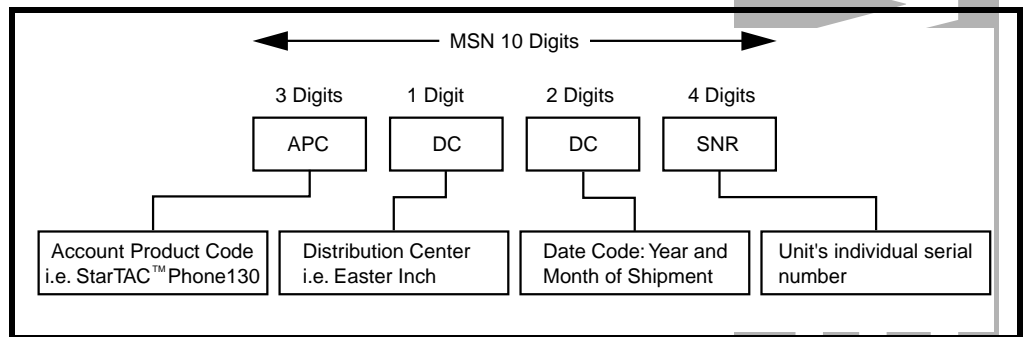 MSN 10 Digits
3 Digits 1 Digit 2 Digits 4 Digits
APC DC DC SNR
Account Product Code
i.e. StarTAC™Phone130
Distribution Center
i.e. Easter Inch
Date Code: Year and
Month of Shipment
Unit's individual serial
number